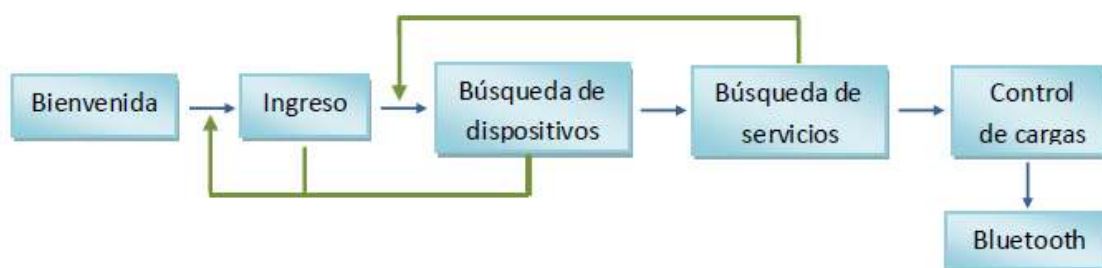 Bienvenida
Ingreso
Búsqueda de
dispositivos
Búsqueda de
servicios
Control
de cargas
Bluetooth